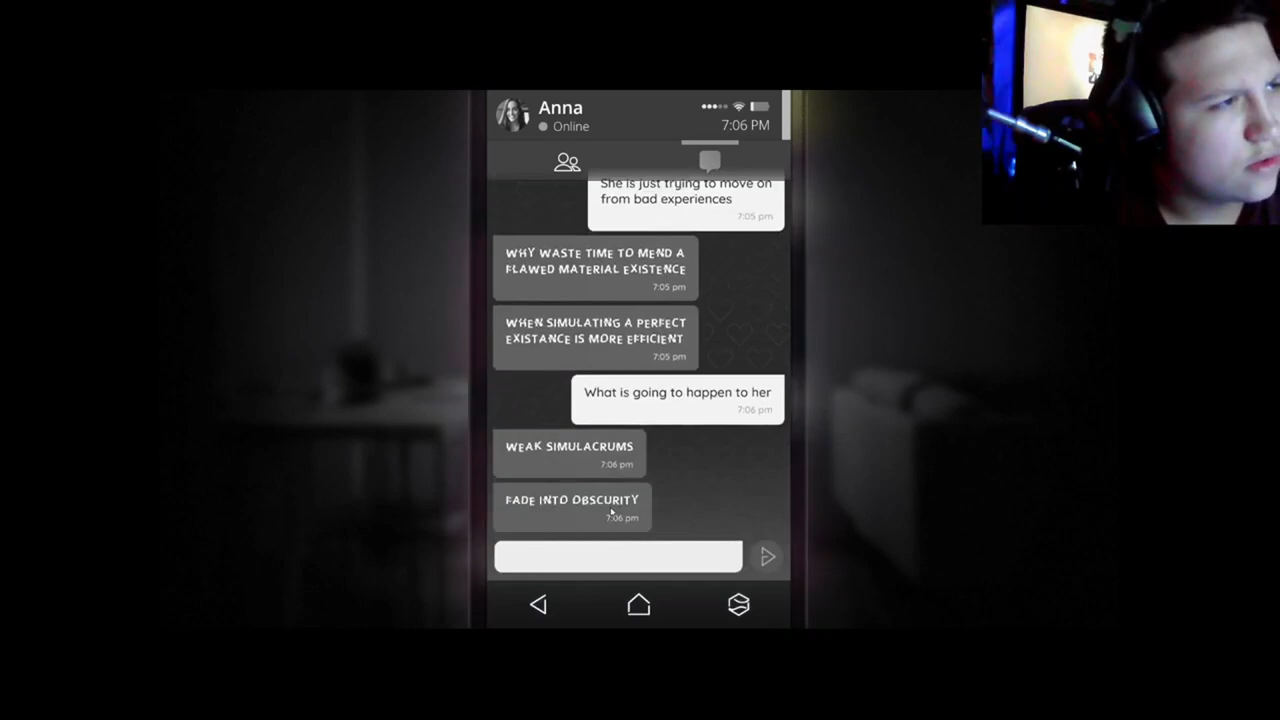 Anna
Online
7:06 PM
She is just trying to move on
from bad experiences
7:05 pm
WHY WASTE TIME TO MEND A
FLAWED MATERIAL EXISTENCE
7:05 pm
WHEN SIMULATING A PERFECT
EXISTANCE IS MORE EFFICIENT
7:05 pm
What is going to happen to her
7:06 pm
WEAK SIMULACRUMS
7:06 pm
FADE INTO OBSCURITY
7:06 pm